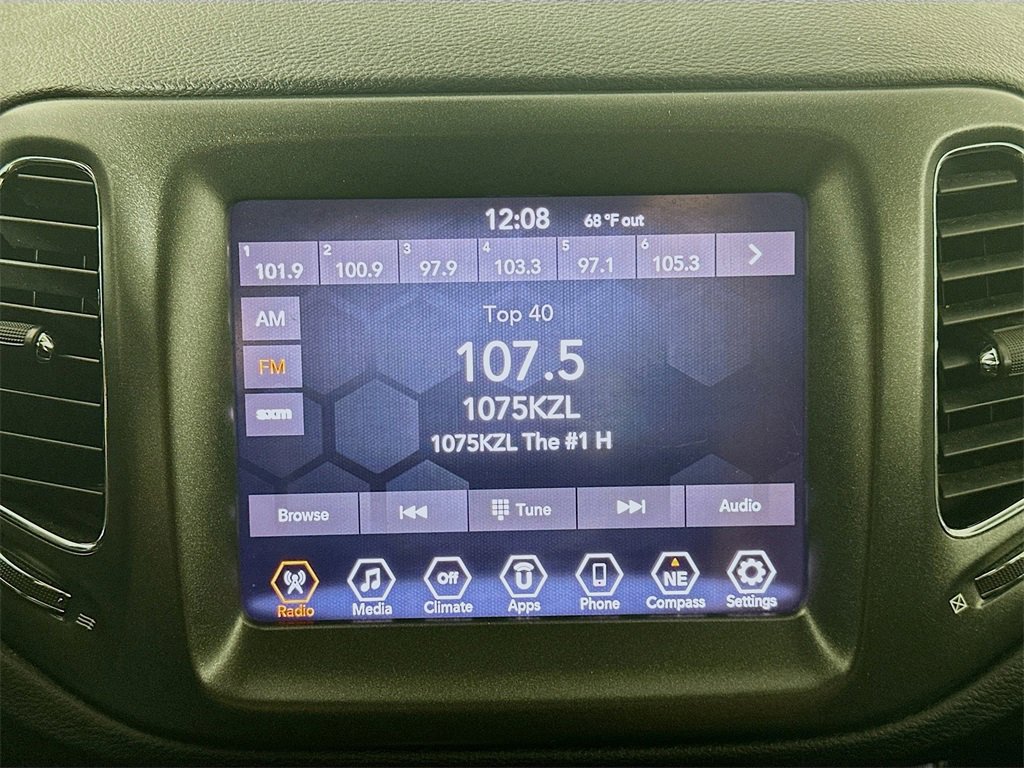 12:08 68 °F out
1 101.9 2 100.9 3 97.9 4 103.3 5 97.1 6 105.3
AM
FM
sxm
Top 40
107.5
1075KZL
1075KZL The #1 H
Browse Tune Audio
Off NE
Radio Media Climate Apps Phone Compass Settings